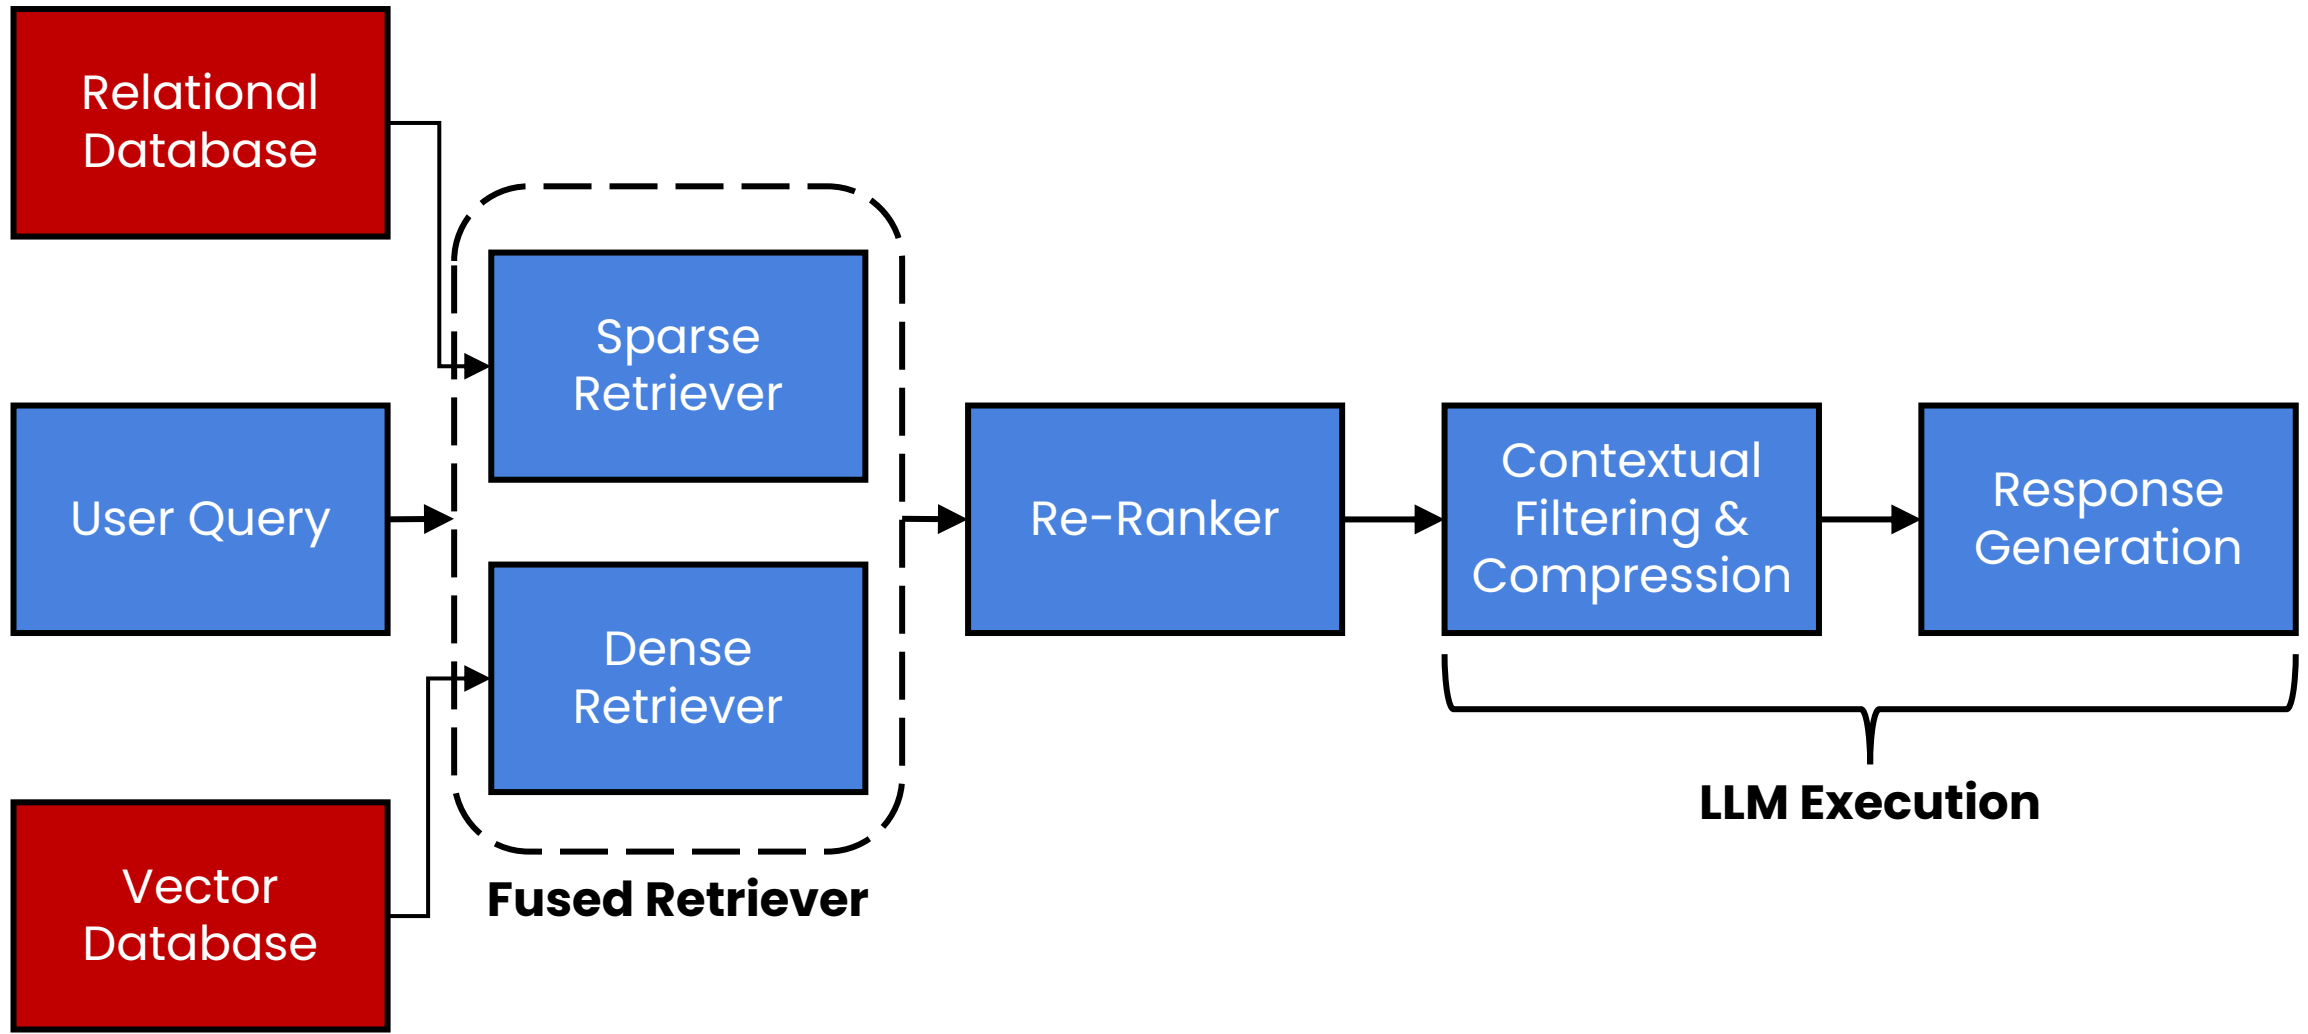 Relational
Database
User Query
Vector
Database
Sparse
Retriever
Dense
Retriever
Fused Retriever
Re-Ranker
Contextual
Filtering &
Compression
Response
Generation
LLM Execution